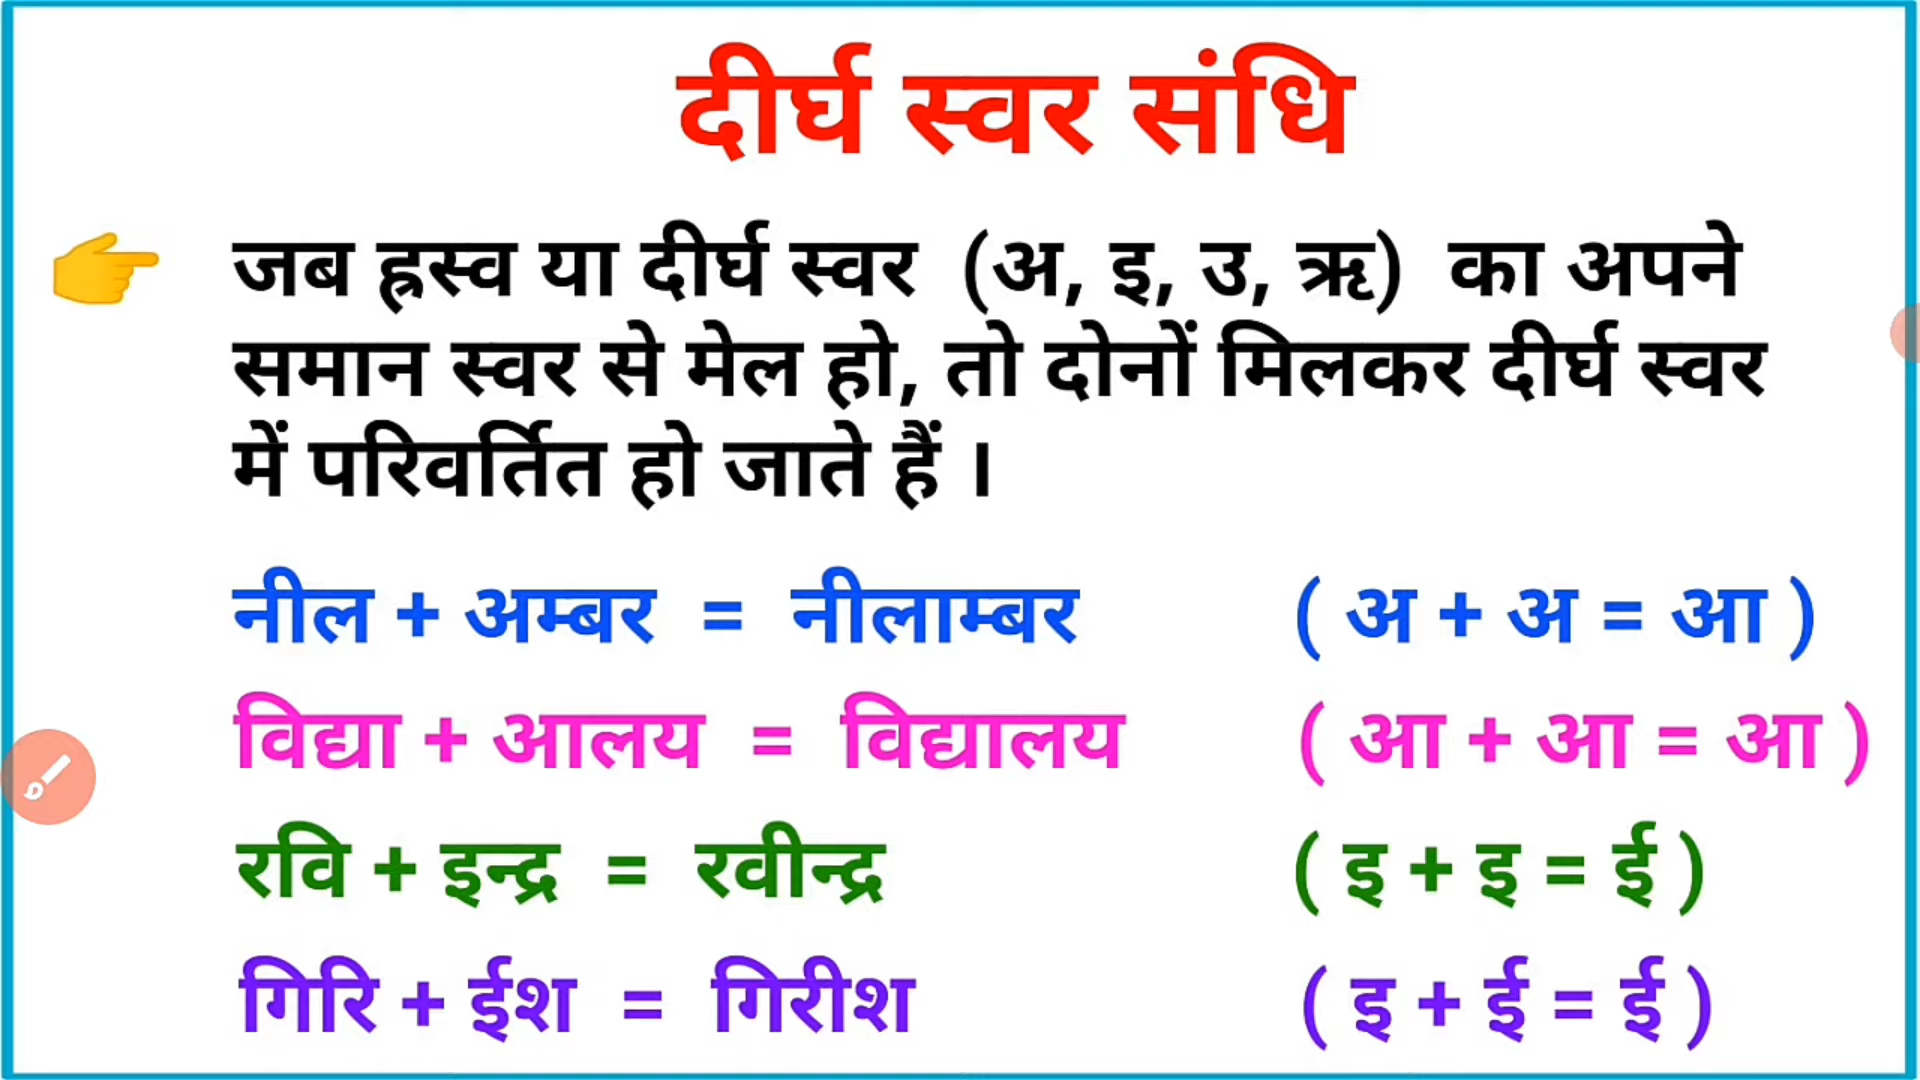 दीर्घ स्वर संधि
जब ह्रस्व या दीर्घ स्वर (अ, इ, उ, ऋ) का अपने
समान स्वर से मेल हो, तो दोनों मिलकर दीर्घ स्वर
में परिवर्तित हो जाते हैं ।
नील + अम्बर = नीलाम्बर ( अ + अ = आ )
विद्या + आलय = विद्यालय ( आ + आ = आ )
रवि + इन्द्र = रवीन्द्र ( इ + इ = ई )
गिरि + ईश = गिरीश ( इ + ई = ई )